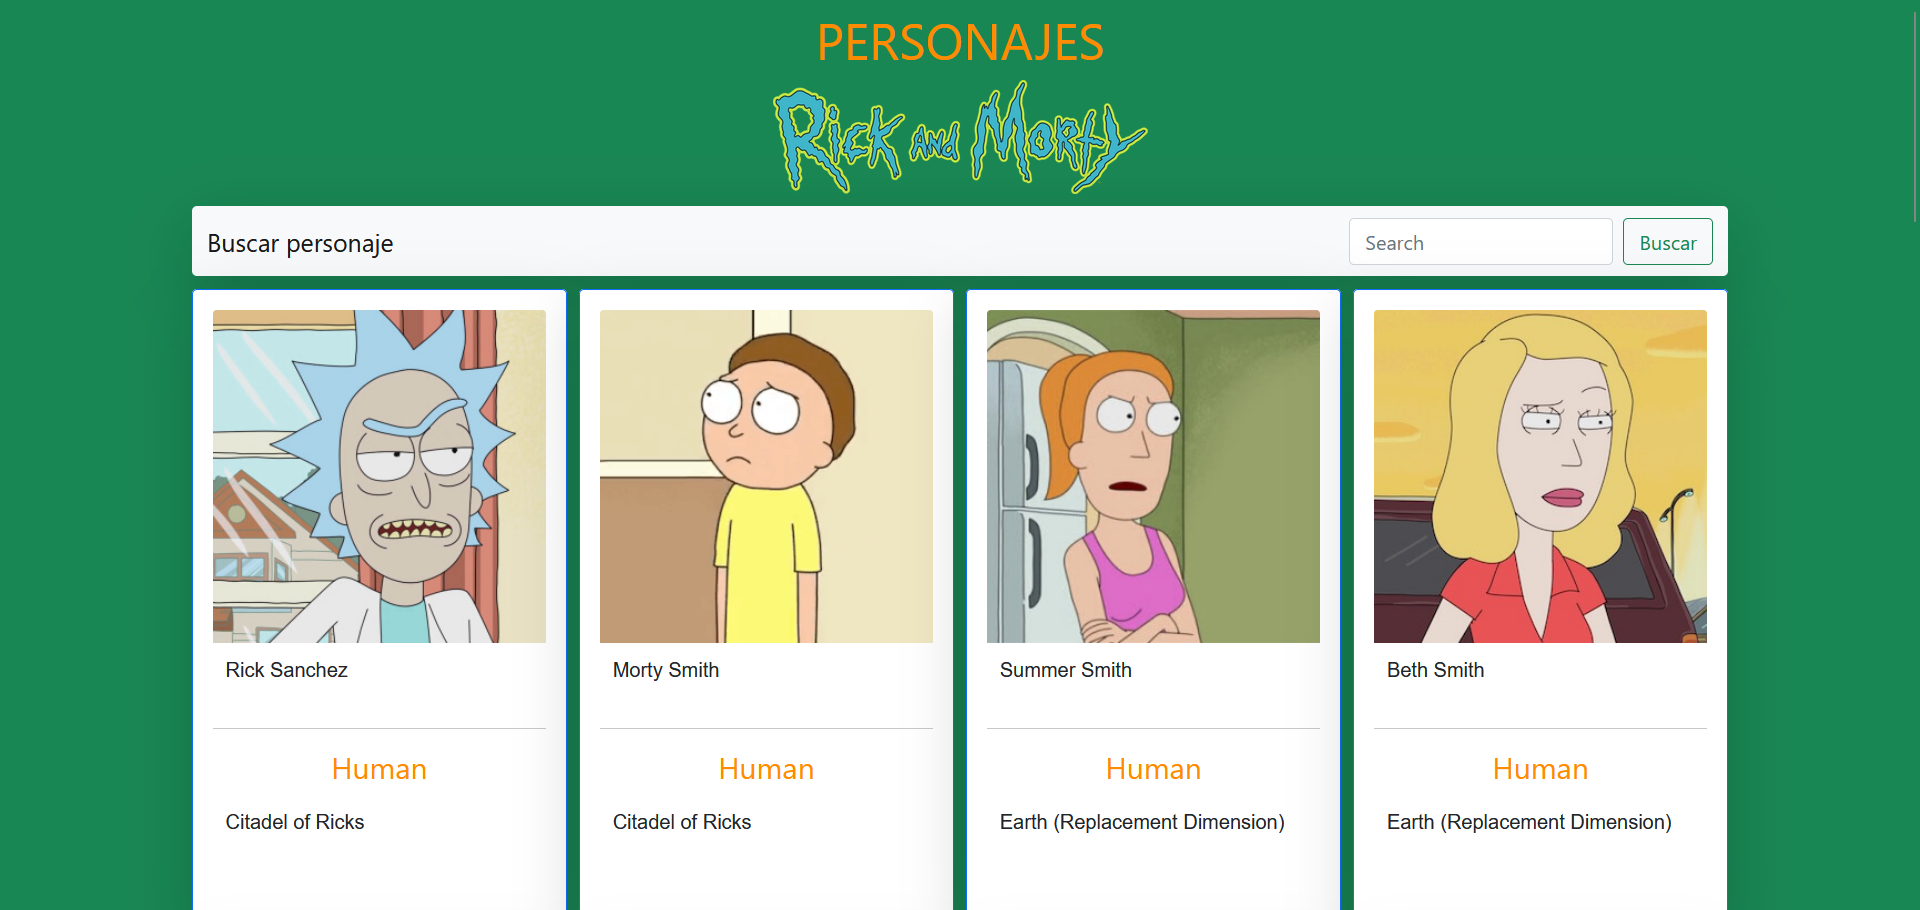 PERSONAJES
Rick and Morty
Buscar personaje
Search
Buscar
Rick Sanchez
Morty Smith
Summer Smith
Beth Smith
Human
Human
Human
Human
Citadel of Ricks
Citadel of Ricks
Earth (Replacement Dimension)
Earth (Replacement Dimension)